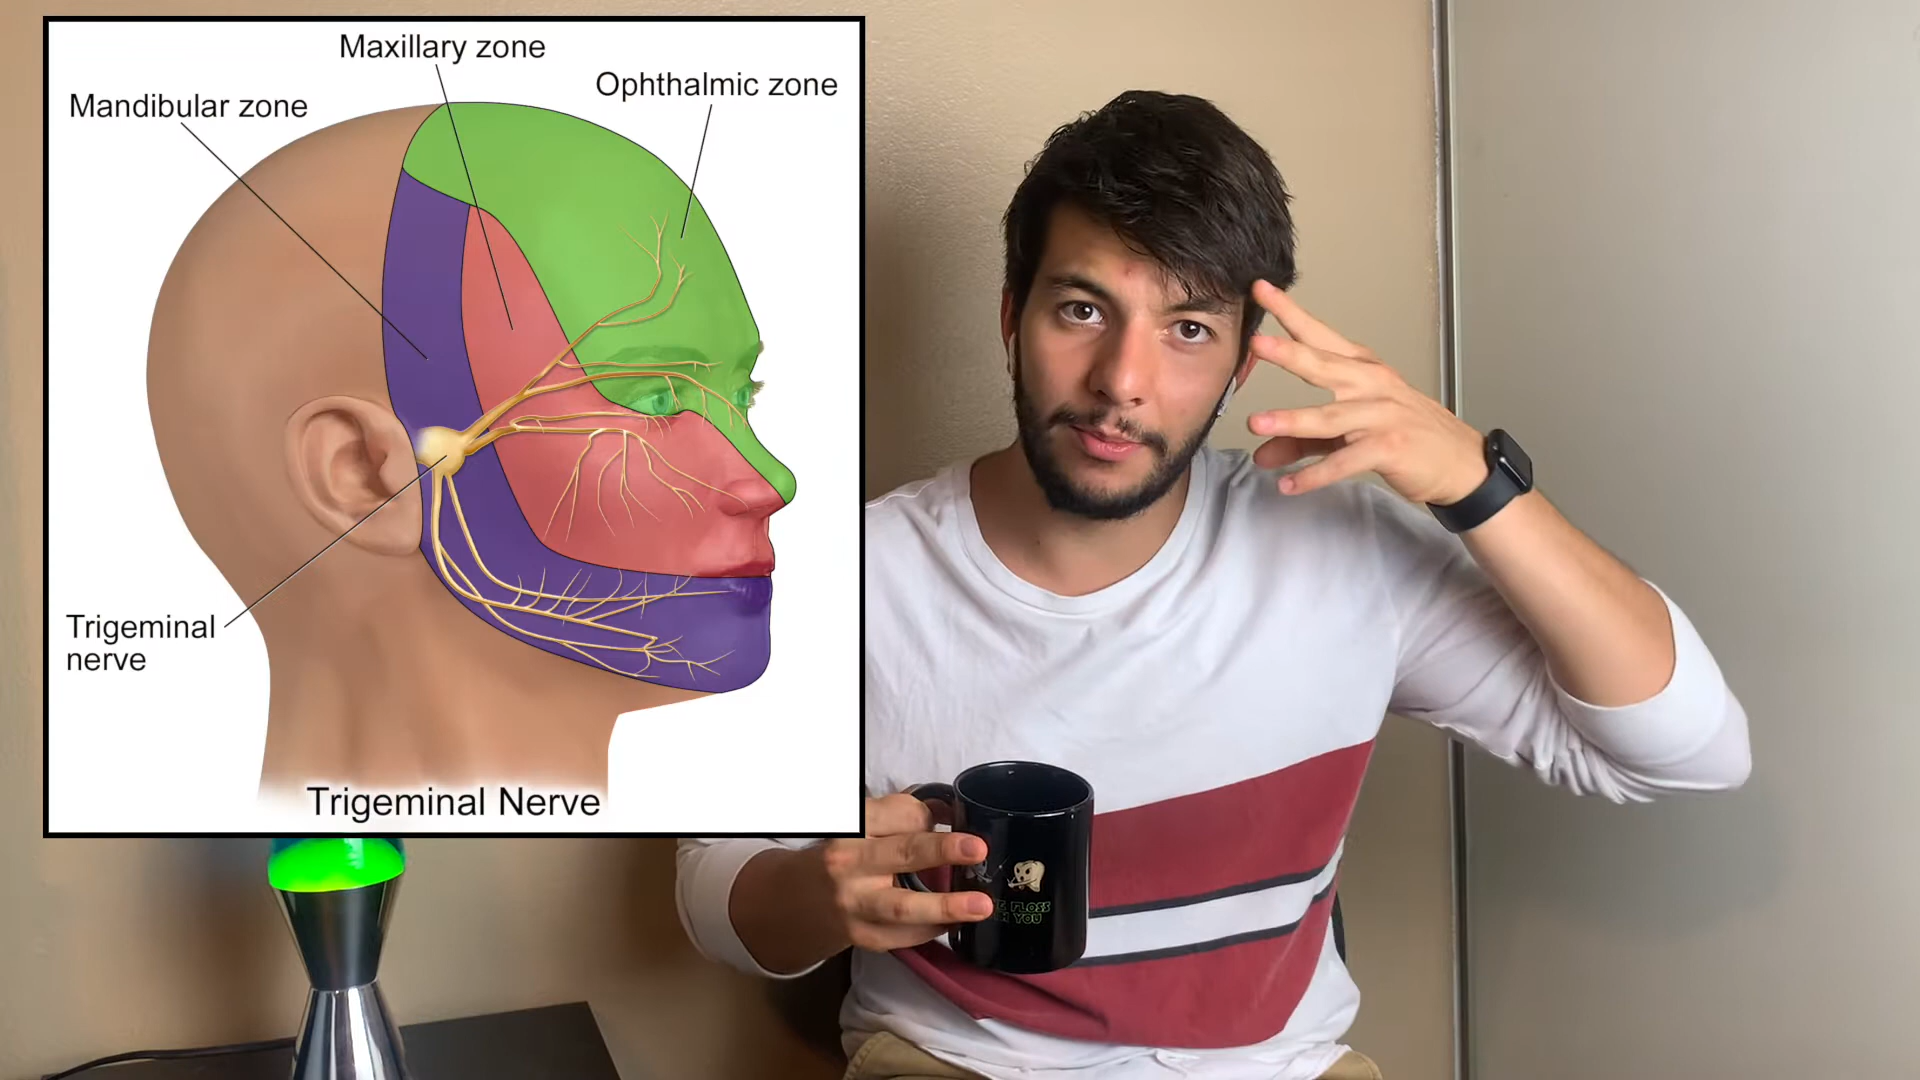 Maxillary zone
Ophthalmic zone
Mandibular zone
Trigeminal
nerve
Trigeminal Nerve
FLOSS
YOU